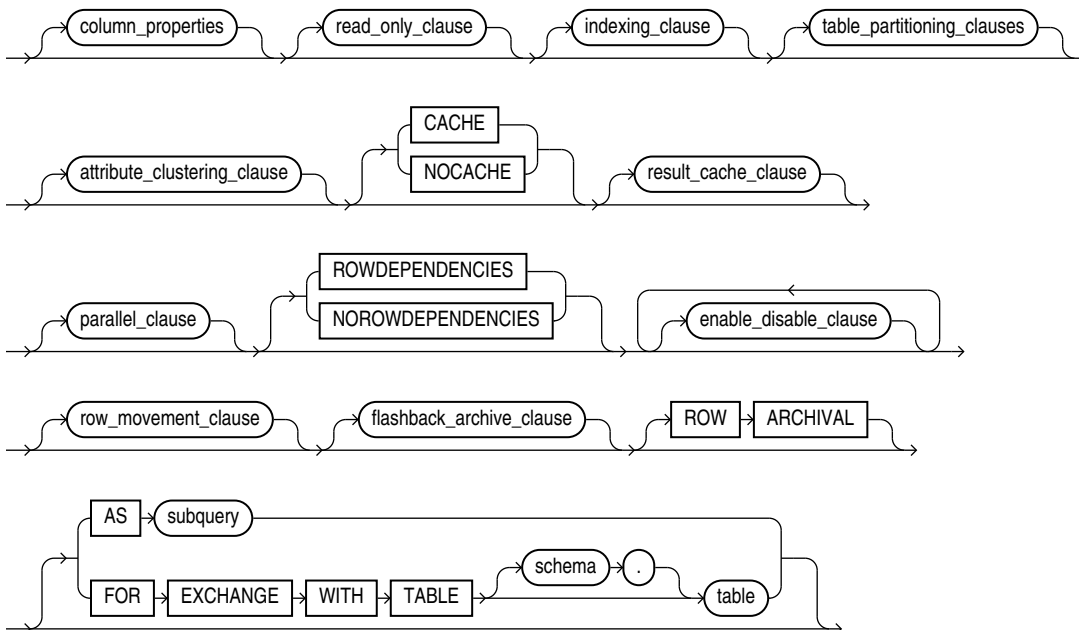 column_properties read_only_clause indexing_clause table_partitioning_clauses
CACHE
attribute_clustering_clause NOCACHE result_cache_clause
ROWDEPENDENCIES
parallel_clause NOROWDEPENDENCIES enable_disable_clause
row_movement_clause flashback_archive_clause ROW ARCHIVAL
AS subquery
schema .
FOR EXCHANGE WITH TABLE table